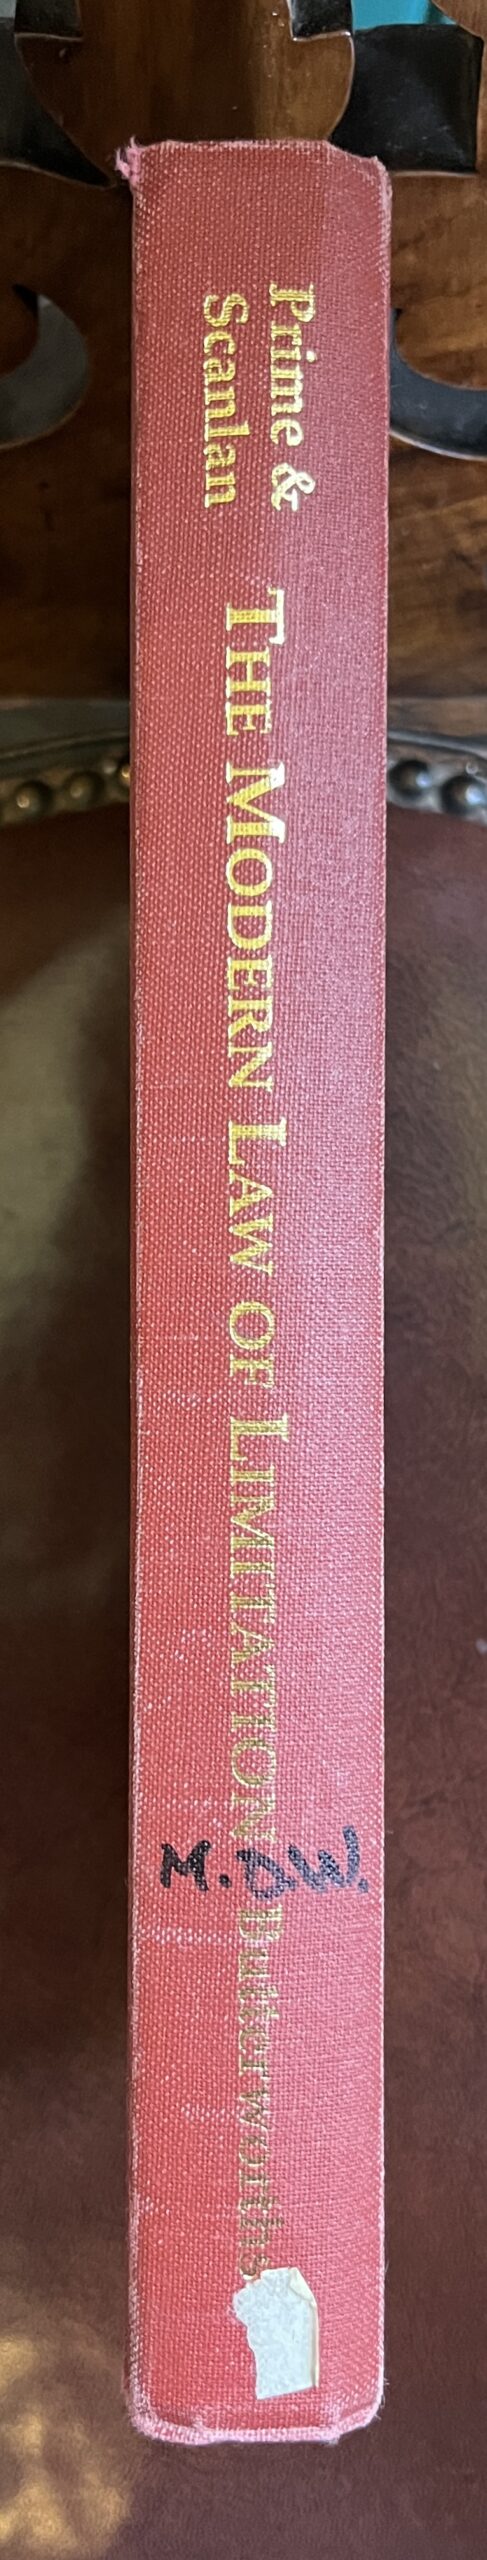 Prime &
Scanlan
THE MODERN LAW OF LIMITATION
M.D.W.
Butterworths